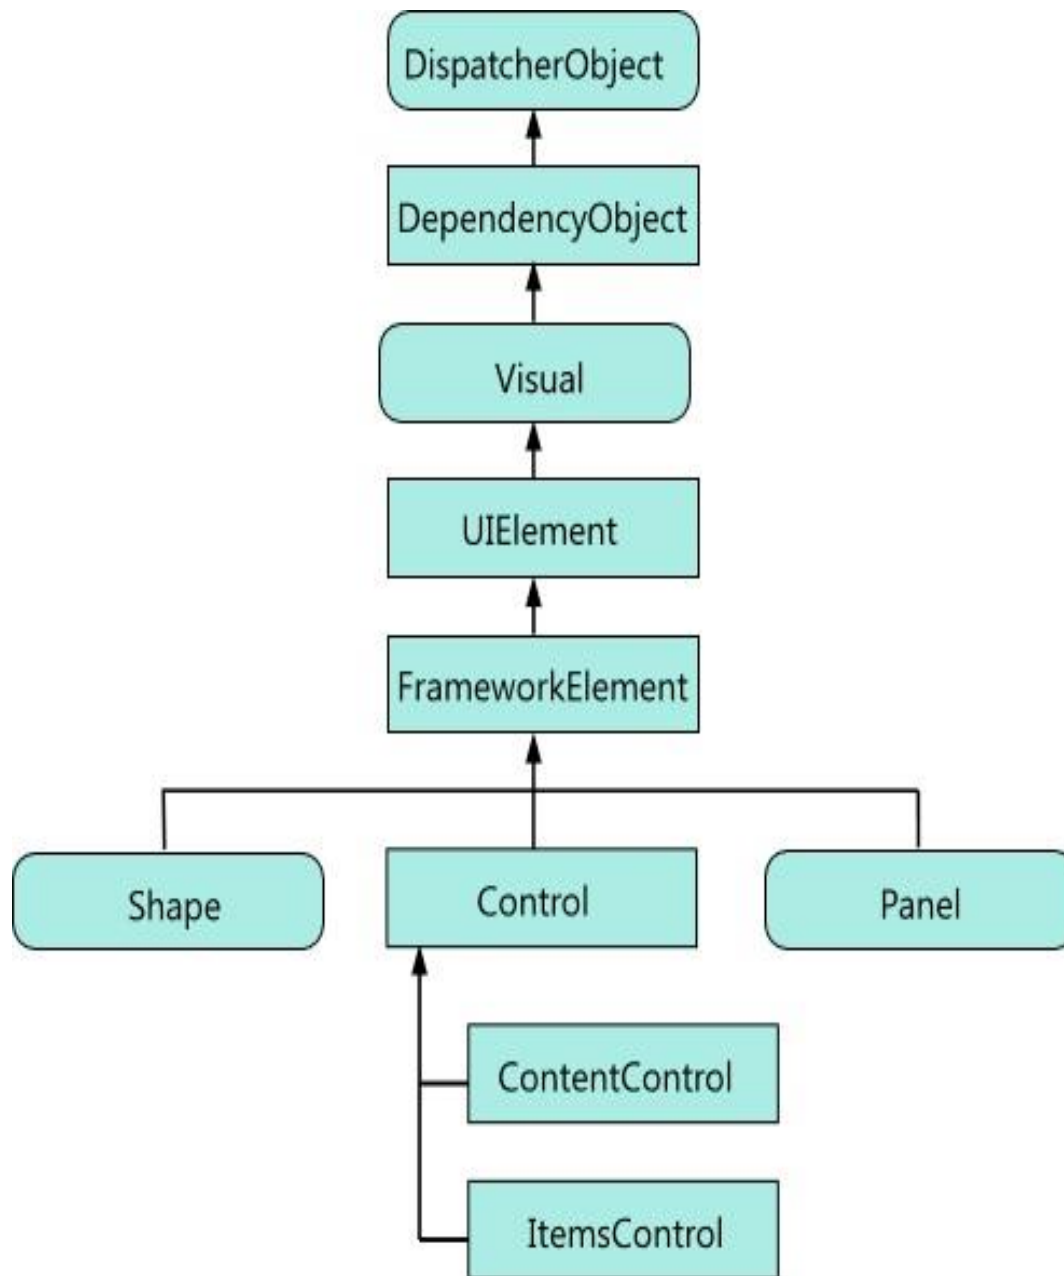 DispatcherObject
DependencyObject
Visual
UIElement
FrameworkElement
Shape
Control
Panel
ContentControl
ItemsControl